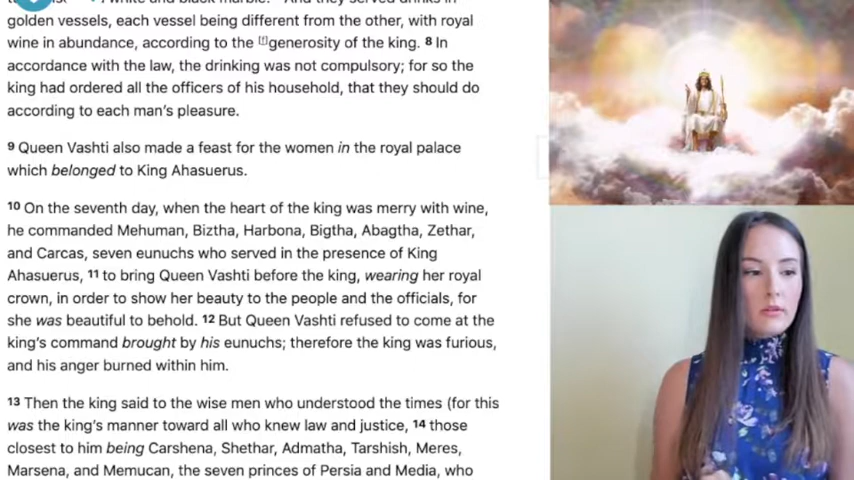 white and black marble. And they served drinks in
golden vessels, each vessel being different from the other, with royal
wine in abundance, according to the [f]generosity of the king. 8 In
accordance with the law, the drinking was not compulsory; for so the
king had ordered all the officers of his household, that they should do
according to each man’s pleasure.
9 Queen Vashti also made a feast for the women in the royal palace
which belonged to King Ahasuerus.
10 On the seventh day, when the heart of the king was merry with wine,
he commanded Mehuman, Biztha, Harbona, Bigtha, Abagtha, Zethar,
and Carcas, seven eunuchs who served in the presence of King
Ahasuerus, 11 to bring Queen Vashti before the king, wearing her royal
crown, in order to show her beauty to the people and the officials, for
she was beautiful to behold. 12 But Queen Vashti refused to come at the
king’s command brought by his eunuchs; therefore the king was furious,
and his anger burned within him.
13 Then the king said to the wise men who understood the times (for this
was the king’s manner toward all who knew law and justice, 14 those
closest to him being Carshena, Shethar, Admatha, Tarshish, Meres,
Marsena, and Memucan, the seven princes of Persia and Media, who